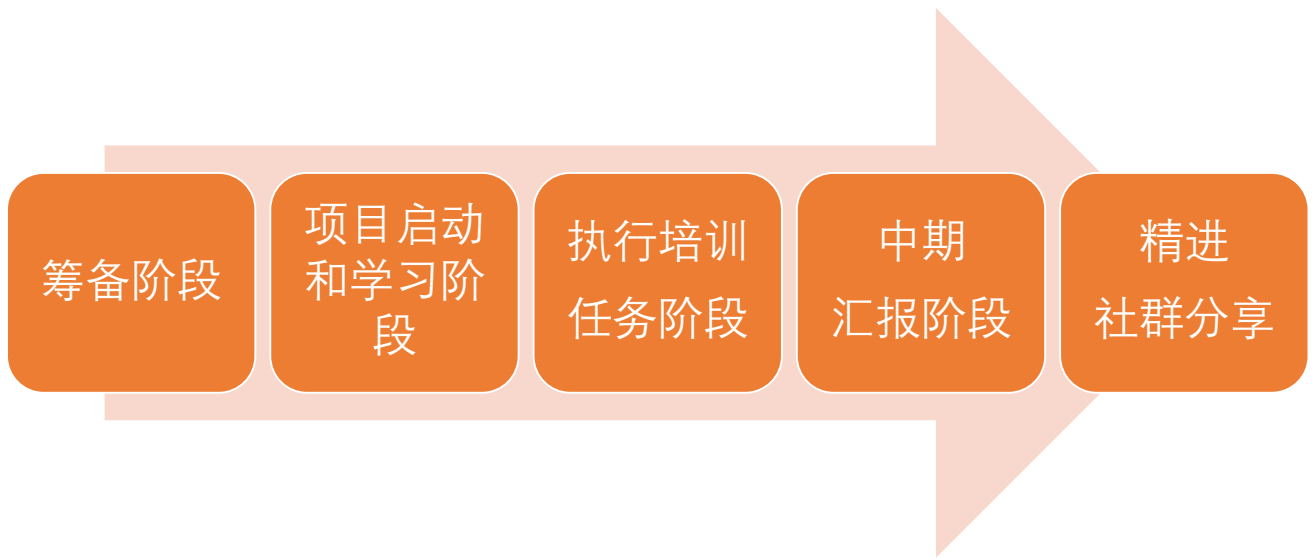 筹备阶段
项目启动
和学习阶
段
执行培训
任务阶段
中期
汇报阶段
精进
社群分享